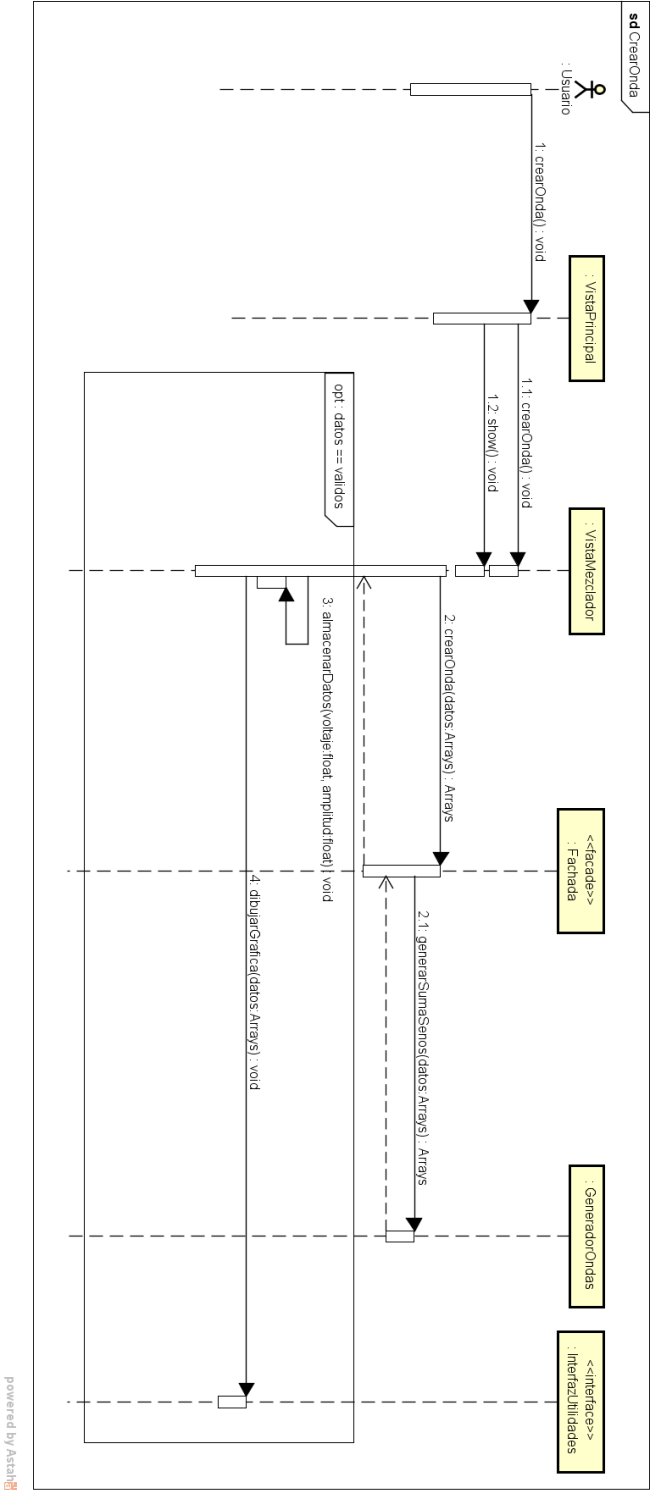 sd CrearOnda
: Usuario
: VistaPrincipal
: VistaMezclador
<<facade>>
: Fachada
: GeneradorOndas
<<interface>>
: InterfazUtilidades
1: crearOnda() : void
1.1: crearOnda() : void
1.2: show() : void
2: crearOnda(datos:Arrays) : Arrays
2.1: generarSumaSenos(datos:Arrays) : Arrays
opt : datos == validos
3: almacenarDatos(voltaje:float, amplitud:float) : void
4: dibujarGrafica(datos:Arrays) : void
powered by Astah